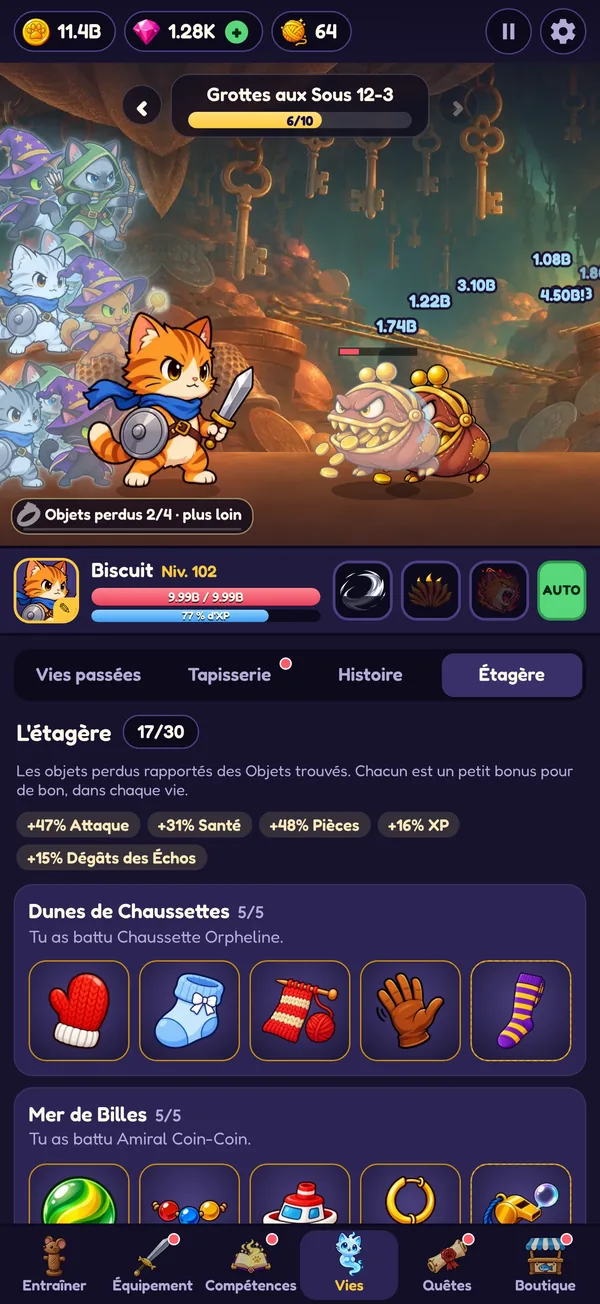 11.4B
1.28K
64
Grottes aux Sous 12-3
6/10
1.08B
3.10B
1.22B
4.50B!
1.74B
Objets perdus 2/4 · plus loin
Biscuit Niv. 102
9.99B / 9.99B
77 % d'XP
AUTO
Vies passées
Tapisserie
Histoire
Étagère
L'étagère 17/30
Les objets perdus rapportés des Objets trouvés. Chacun est un petit bonus pour
de bon, dans chaque vie.
+47% Attaque
+31% Santé
+48% Pièces
+16% XP
+15% Dégâts des Échos
Dunes de Chaussettes 5/5
Tu as battu Chaussette Orpheline.
Mer de Billes 5/5
Tu as battu Amiral Coin-Coin.
Entraîner
Équipement
Compétences
Vies
Quêtes
Boutique